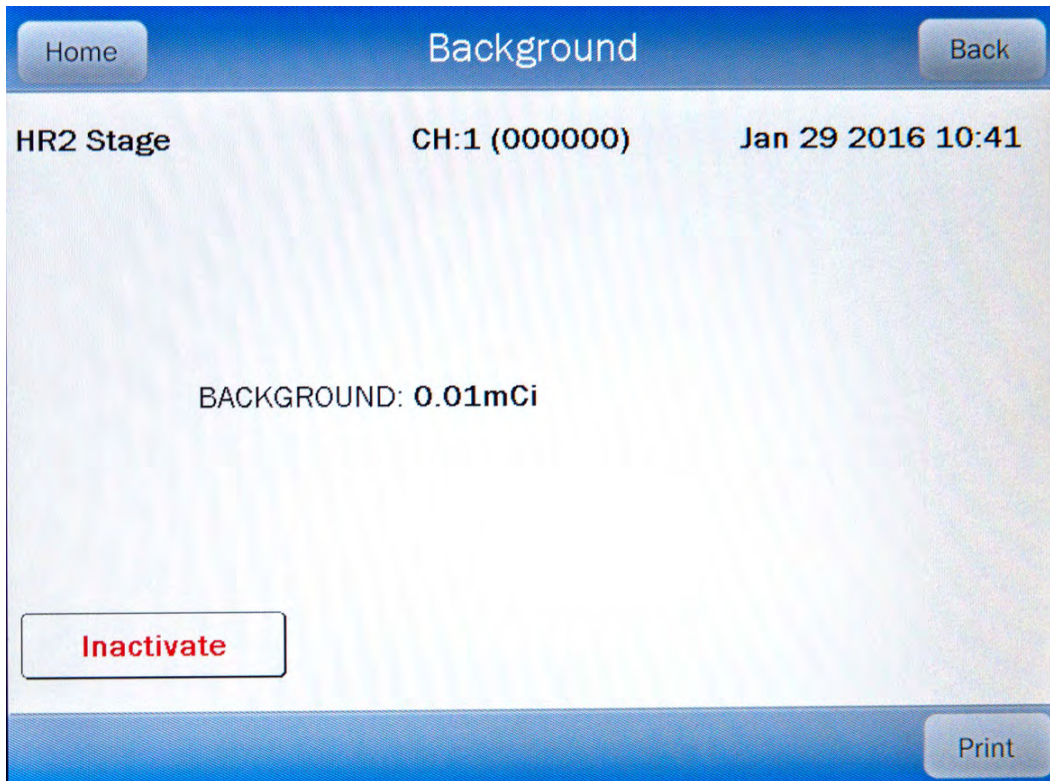 Home Background Back
HR2 Stage CH:1 (000000) Jan 29 2016 10:41
BACKGROUND: 0.01mCi
Inactivate
Print